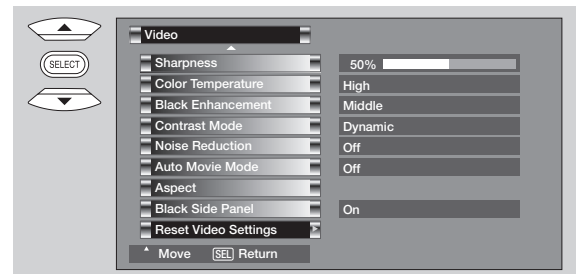 Video
SELECT
Sharpness 50%
Color Temperature High
Black Enhancement Middle
Contrast Mode Dynamic
Noise Reduction Off
Auto Movie Mode Off
Aspect
Black Side Panel On
Reset Video Settings
Move SEL Return